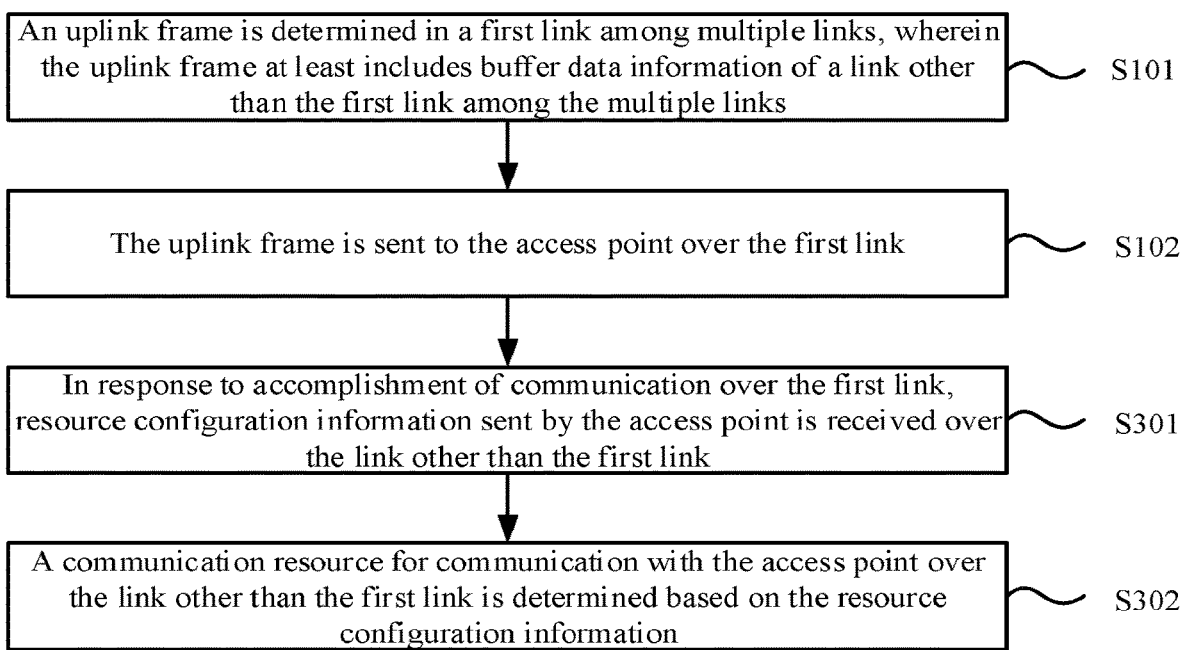 An uplink frame is determined in a first link among multiple links, wherein
the uplink frame at least includes buffer data information of a link other
than the first link among the multiple links
S101
The uplink frame is sent to the access point over the first link
S102
In response to accomplishment of communication over the first link,
resource configuration information sent by the access point is received over
the link other than the first link
S301
A communication resource for communication with the access point over
the link other than the first link is determined based on the resource
configuration information
S302